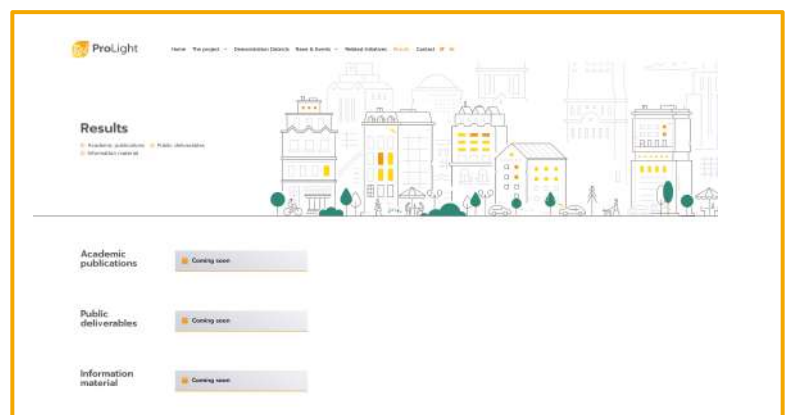 ProLight
Home The project Demonstration Districts News & Events Related Initiatives Results Contact
Results
Academic publications Public deliverables
Information material
Academic
publications
Coming soon
Public
deliverables
Coming soon
Information
material
Coming soon